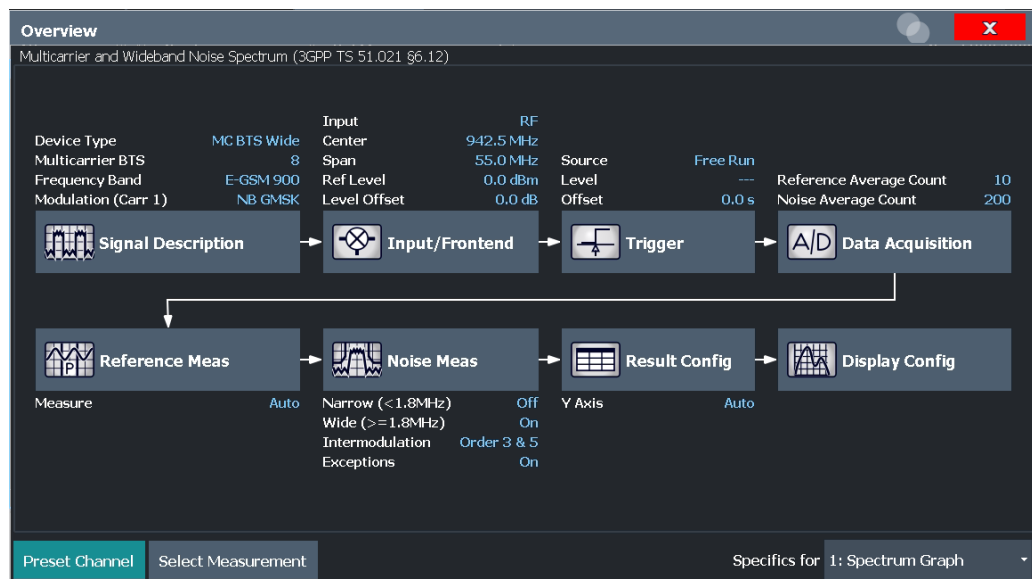 Overview
X
Multicarrier and Wideband Noise Spectrum (3GPP TS 51.021 §6.12)
Device Type MC BTS Wide
Multicarrier BTS 8
Frequency Band E-GSM 900
Modulation (Carr 1) NB GMSK
Input RF
Center 942.5 MHz
Span 55.0 MHz
Ref Level 0.0 dBm
Level Offset 0.0 dB
Source Free Run
Level ---
Offset 0.0 s
Reference Average Count 10
Noise Average Count 200
Signal Description
Input/Frontend
Trigger
A/D Data Acquisition
P Reference Meas
Noise Meas
Result Config
Display Config
Measure Auto
Narrow (<1.8MHz) Off
Wide (>=1.8MHz) On
Intermodulation Order 3 & 5
Exceptions On
Y Axis Auto
Preset Channel
Select Measurement
Specifics for 1: Spectrum Graph